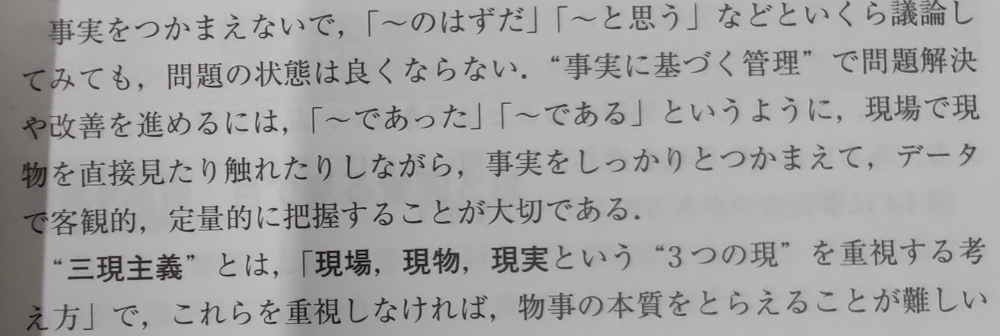 事実をつかまえないで，「〜のはずだ」「〜と思う」などといくら議論し
てみても，問題の状態は良くならない．“事実に基づく管理”で問題解決
や改善を進めるには，「〜であった」「〜である」というように，現場で現
物を直接見たり触れたりしながら，事実をしっかりとつかまえて，データ
で客観的，定量的に把握することが大切である．
“三現主義”とは，「現場，現物，現実という“3つの現”を重視する考
え方」で，これらを重視しなければ，物事の本質をとらえることが難しい